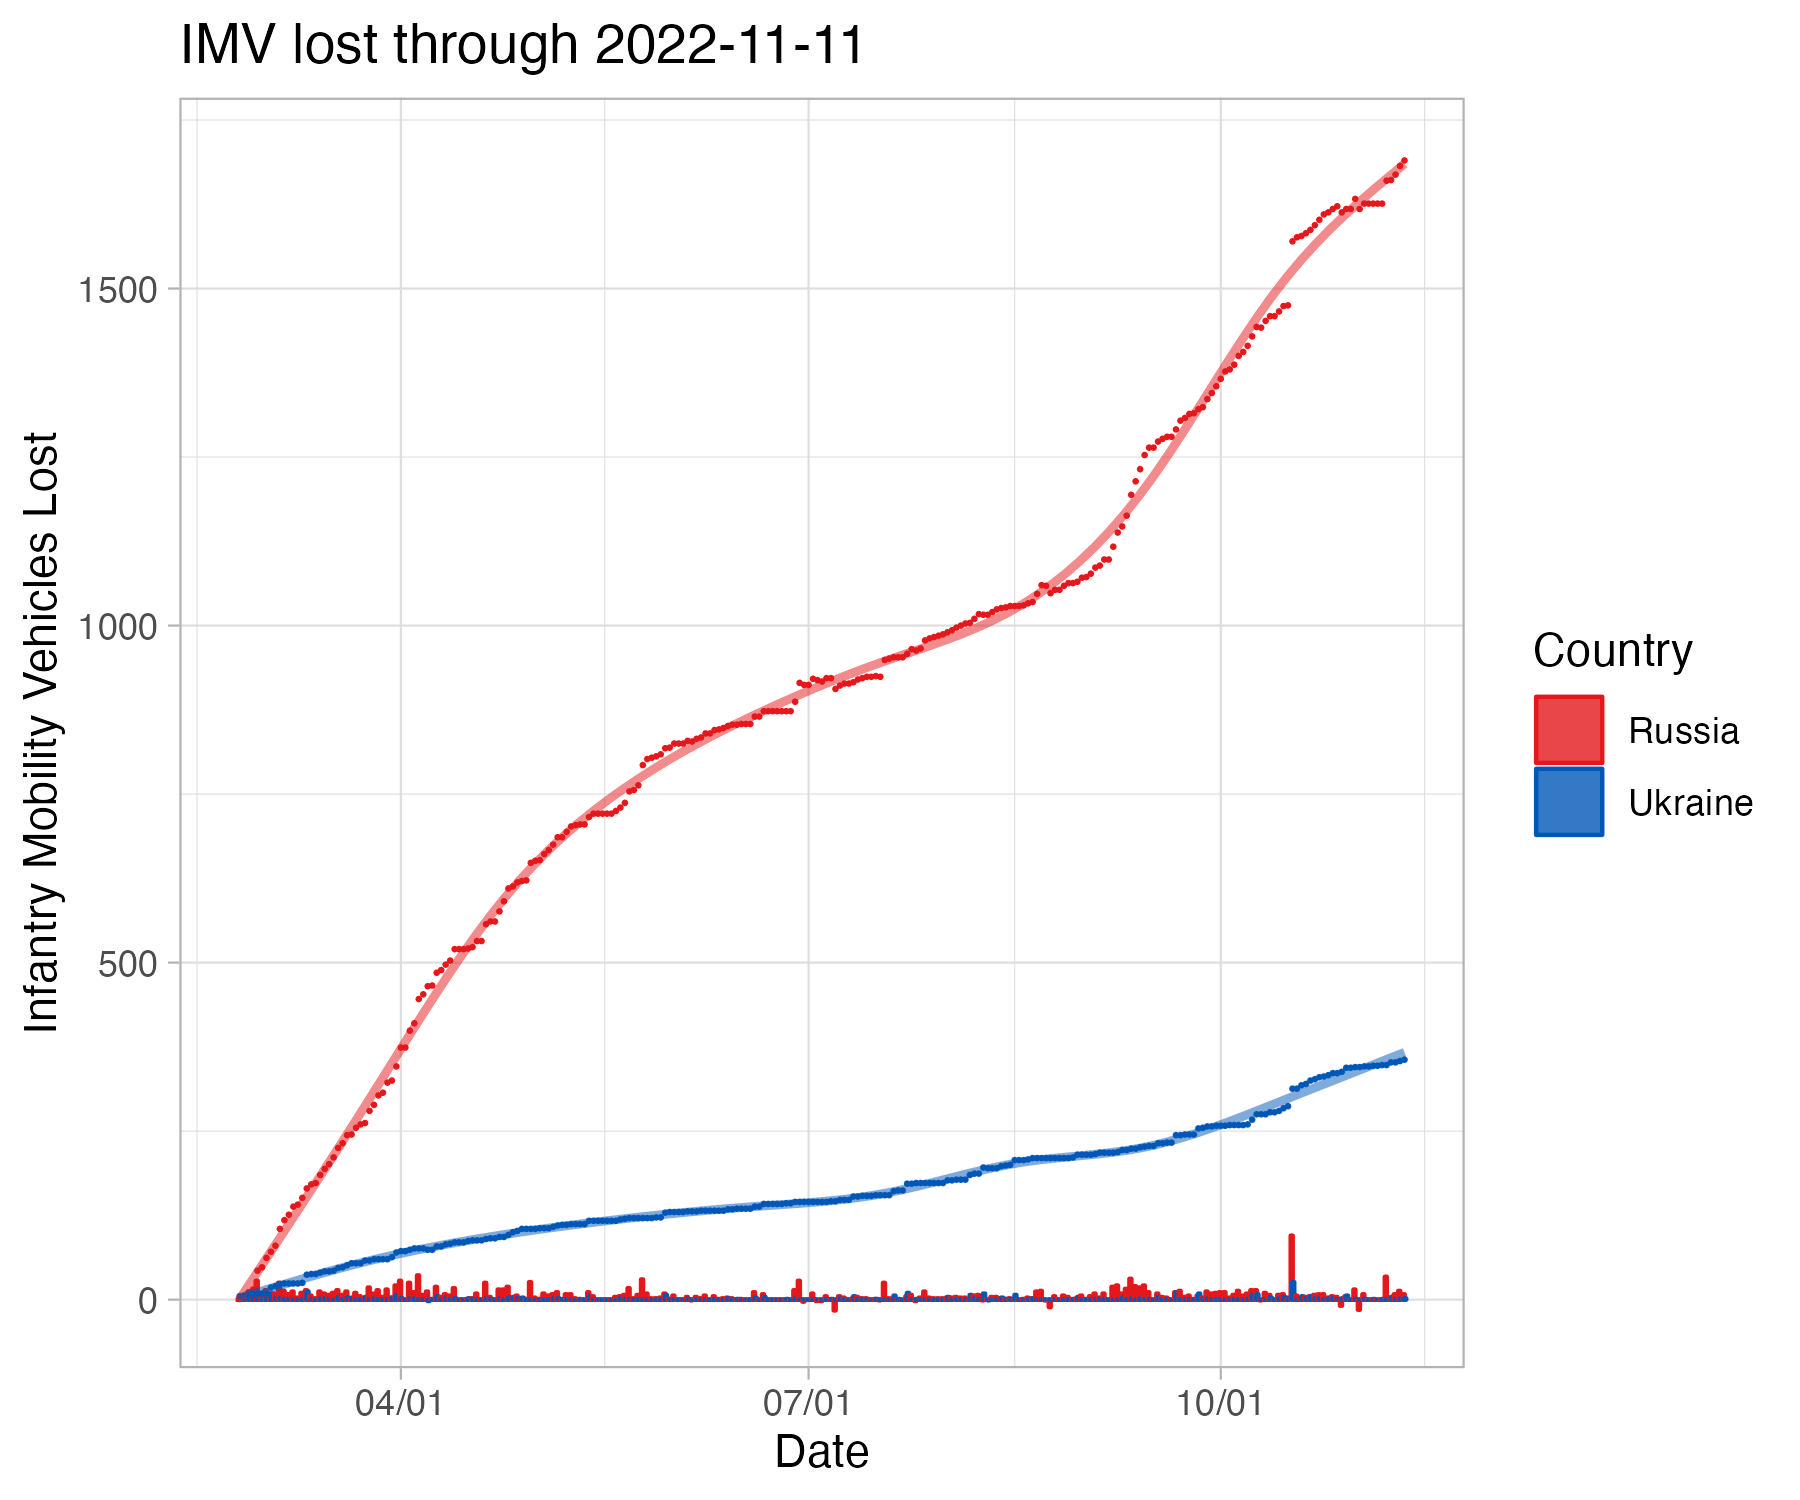 IMV lost through 2022-11-11
Infantry Mobility Vehicles Lost
1500
1000
500
0
04/01
07/01
10/01
Date
Country
Russia
Ukraine